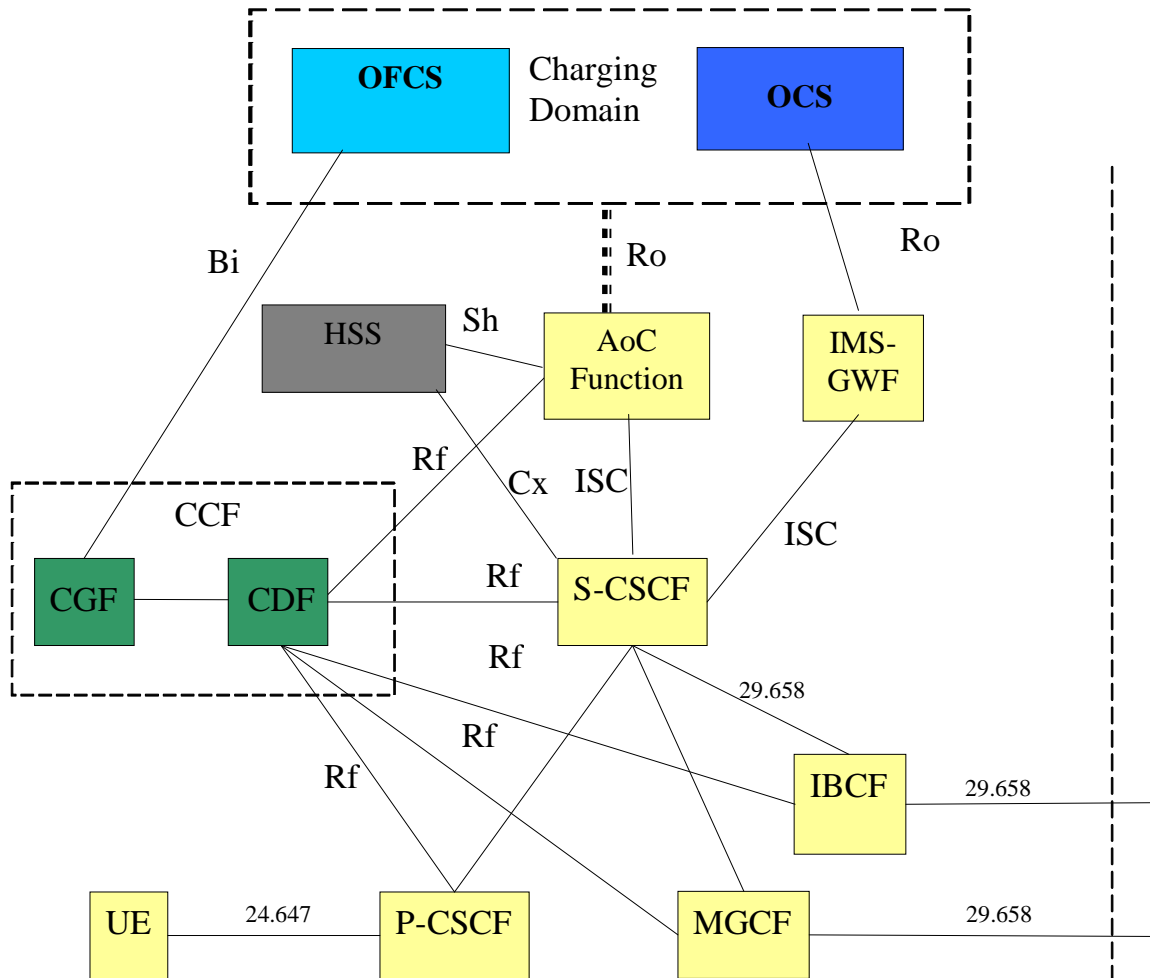 OFCS
Charging
Domain
OCS
Bi
Ro
Ro
HSS
Sh
AoC
Function
IMS-
GWF
Rf
Cx
ISC
ISC
CCF
CGF
CDF
Rf
S-CSCF
Rf
29.658
Rf
Rf
IBCF
29.658
UE
24.647
P-CSCF
MGCF
29.658